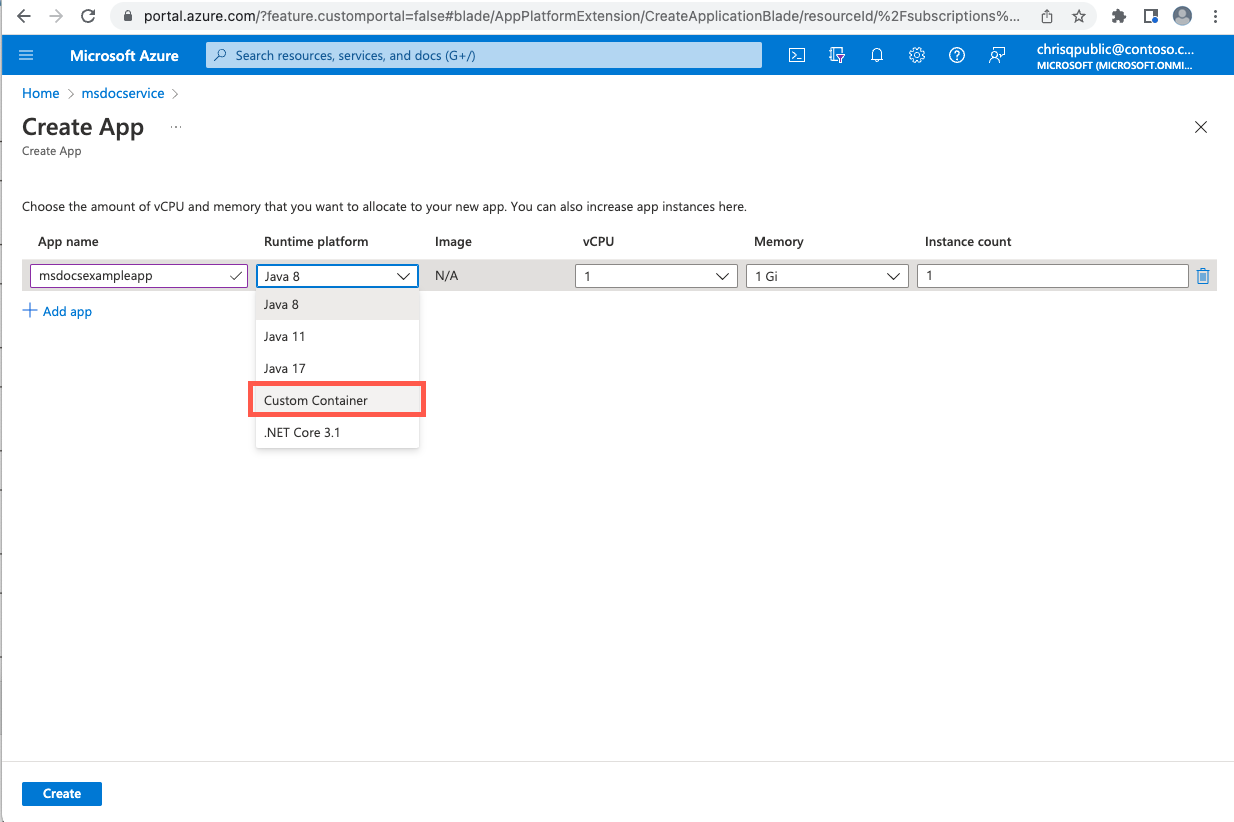 portal.azure.com/?feature.customportal=false#blade/AppPlatformExtension/CreateApplicationBlade/resourceId/%2Fsubscriptions%...
Microsoft Azure
Search resources, services, and docs (G+/)
chrisqpublic@contoso.c...
MICROSOFT (MICROSOFT.ONMI...
Home > msdocservice >
Create App ...
Create App
Choose the amount of vCPU and memory that you want to allocate to your new app. You can also increase app instances here.
App name Runtime platform Image vCPU Memory Instance count
msdocsexampleapp Java 8 N/A 1 1 Gi 1
Java 8
+ Add app
Java 11
Java 17
Custom Container
.NET Core 3.1
Create